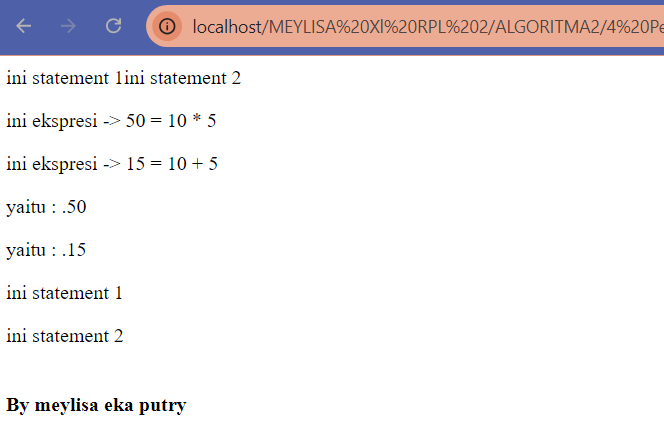 localhost/MEYLISA%20Xl%20RPL%202/ALGORITMA2/4%20Pe
ini statement 1ini statement 2
ini ekspresi -> 50 = 10 * 5
ini ekspresi -> 15 = 10 + 5
yaitu : .50
yaitu : .15
ini statement 1
ini statement 2
By meylisa eka putry